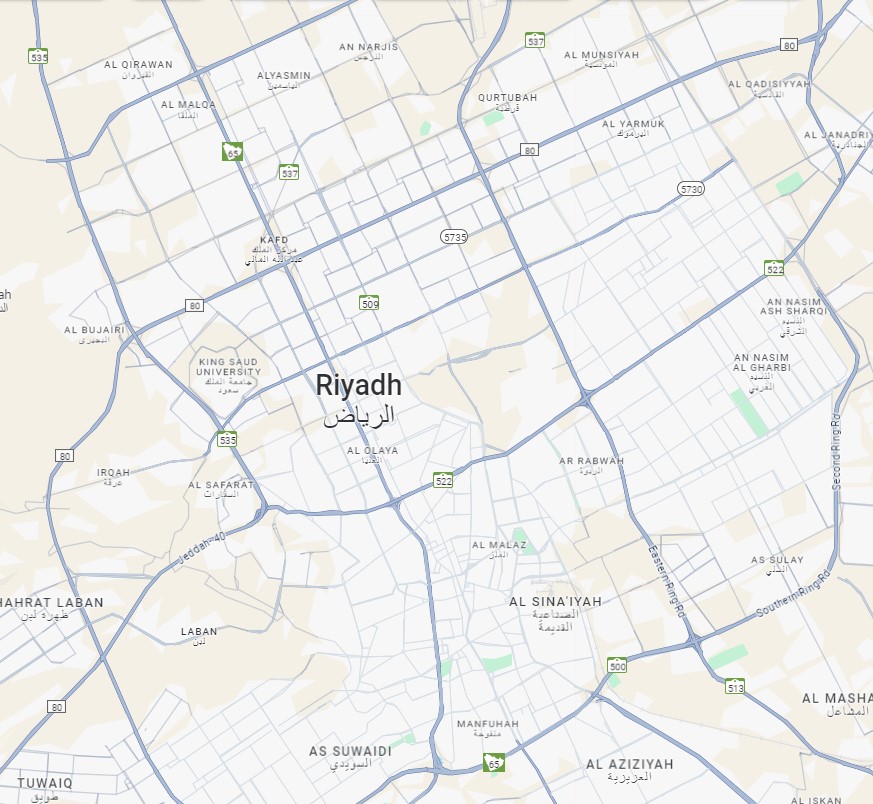 535
AL QIRAWAN
القيروان
AN NARJIS
النرجس
537
AL MUNSIYAH
المونسية
80
ALYASMIN
الياسمين
AL MALQA
الملقا
QURTUBAH
قرطبة
AL QADISIYYAH
القادسية
AL YARMUK
اليرموك
AL JANADRIY
الجنادرية
65
537
80
5730
5735
KAFD
مركز الملك
عبدالله المالي
522
509
80
AN NASIM
ASH SHARQI
النسيم
الشرقي
AL BUJAIRI
البجيري
KING SAUD
UNIVERSITY
جامعة الملك
سعود
AN NASIM
AL GHARBI
النسيم
الغربي
Riyadh
الرياض
535
80
AL OLAYA
العليا
522
AR RABWAH
الربوة
Second Ring Rd
IRQAH
عرقة
AL SAFARAT
السفارات
Jeddah-40
AL MALAZ
الملز
Eastern Ring Rd
AS SULAY
السلي
Southern Ring Rd
HAHRAT LABAN
ظهرة لبن
LABAN
لبن
AL SINA'IYAH
الصناعية
القديمة
500
513
80
AL MASHA
المشاعل
MANFUHAH
منفوحة
AS SUWAIDI
السويدي
65
AL AZIZIYAH
العزيزية
TUWAIQ
طويق
AL ISKAN